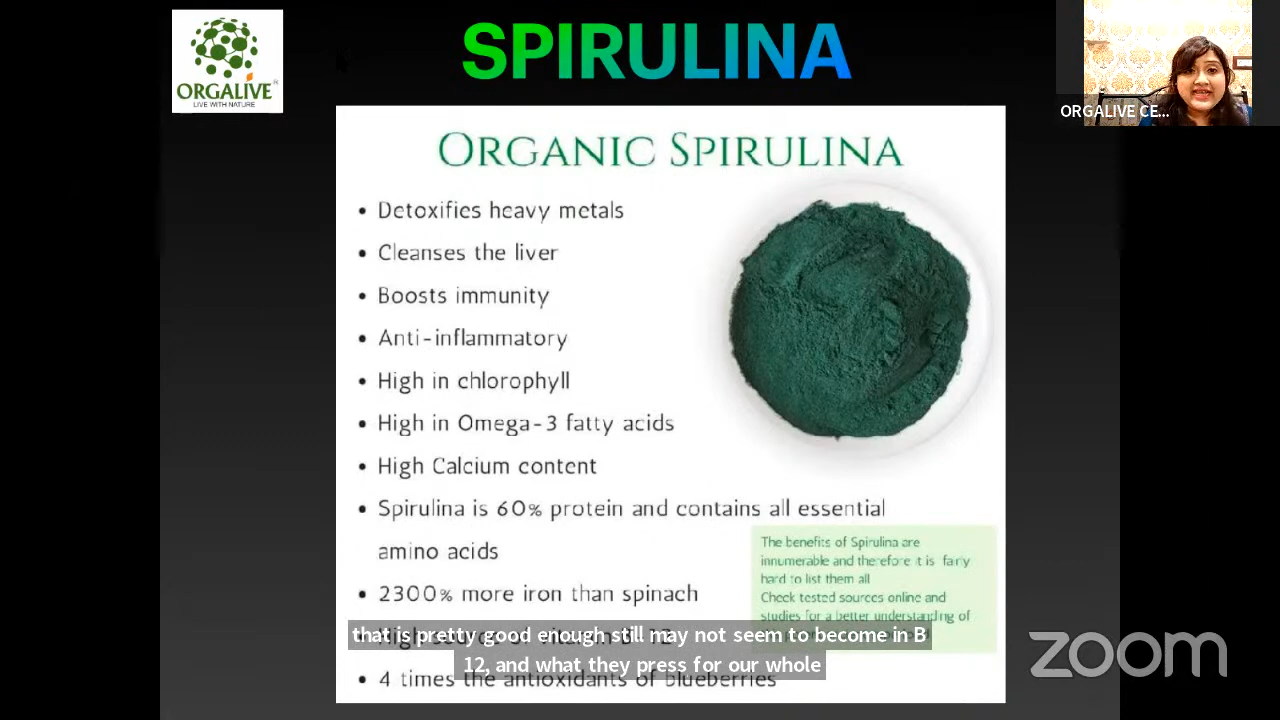 SPIRULINA
ORGALIVE
LIVE WITH NATURE
ORGALIVE CE...
ORGANIC SPIRULINA
• Detoxifies heavy metals
• Cleanses the liver
• Boosts immunity
• Anti-inflammatory
• High in chlorophyll
• High in Omega-3 fatty acids
• High Calcium content
• Spirulina is 60% protein and contains all essential
amino acids
• 2300% more iron than spinach
• 4 times the antioxidants of blueberries
The benefits of Spirulina are
innumerable and therefore it is fairly
hard to list them all
Check tested sources online and
studies for a better understanding of
that is pretty good enough still may not seem to become in B
12, and what they press for our whole
zoom